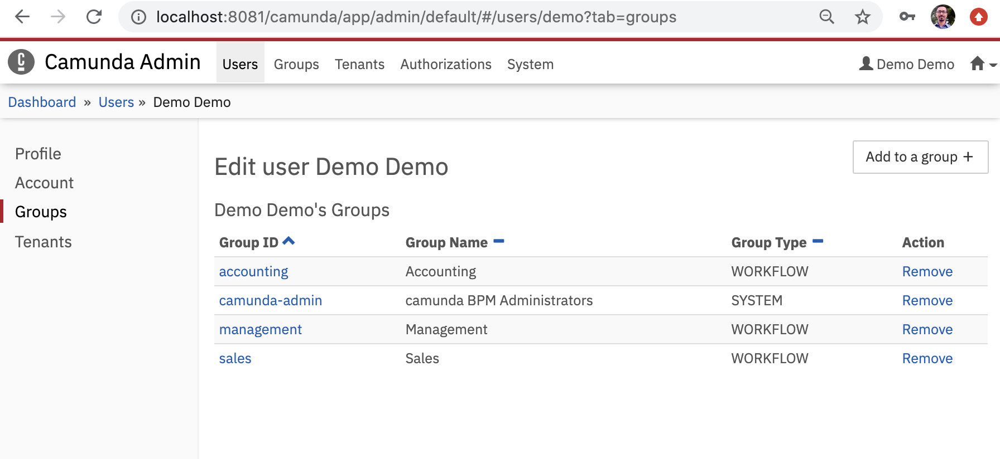 localhost:8081/camunda/app/admin/default/#/users/demo?tab=groups
Camunda Admin Users Groups Tenants Authorizations System Demo Demo
Dashboard » Users » Demo Demo
Profile
Account
Groups
Tenants
Add to a group +
Edit user Demo Demo
Demo Demo's Groups
Group ID Group Name Group Type Action
accounting Accounting WORKFLOW Remove
camunda-admin camunda BPM Administrators SYSTEM Remove
management Management WORKFLOW Remove
sales Sales WORKFLOW Remove